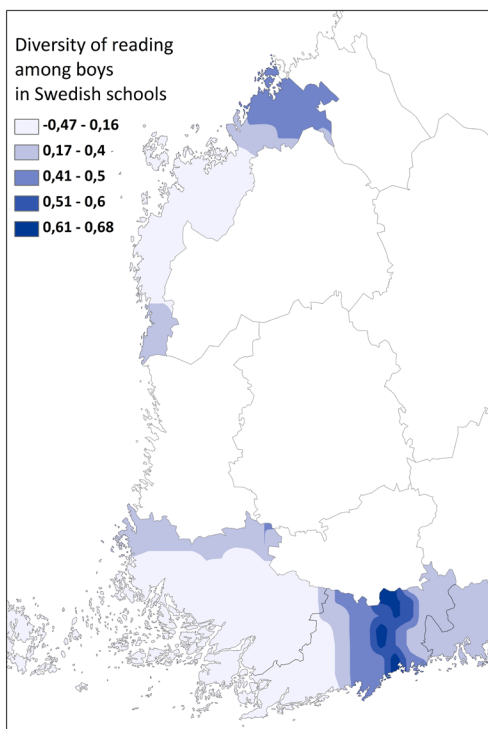 Diversity of reading
among boys
in Swedish schools
-0,47 - 0,16
0,17 - 0,4
0,41 - 0,5
0,51 - 0,6
0,61 - 0,68